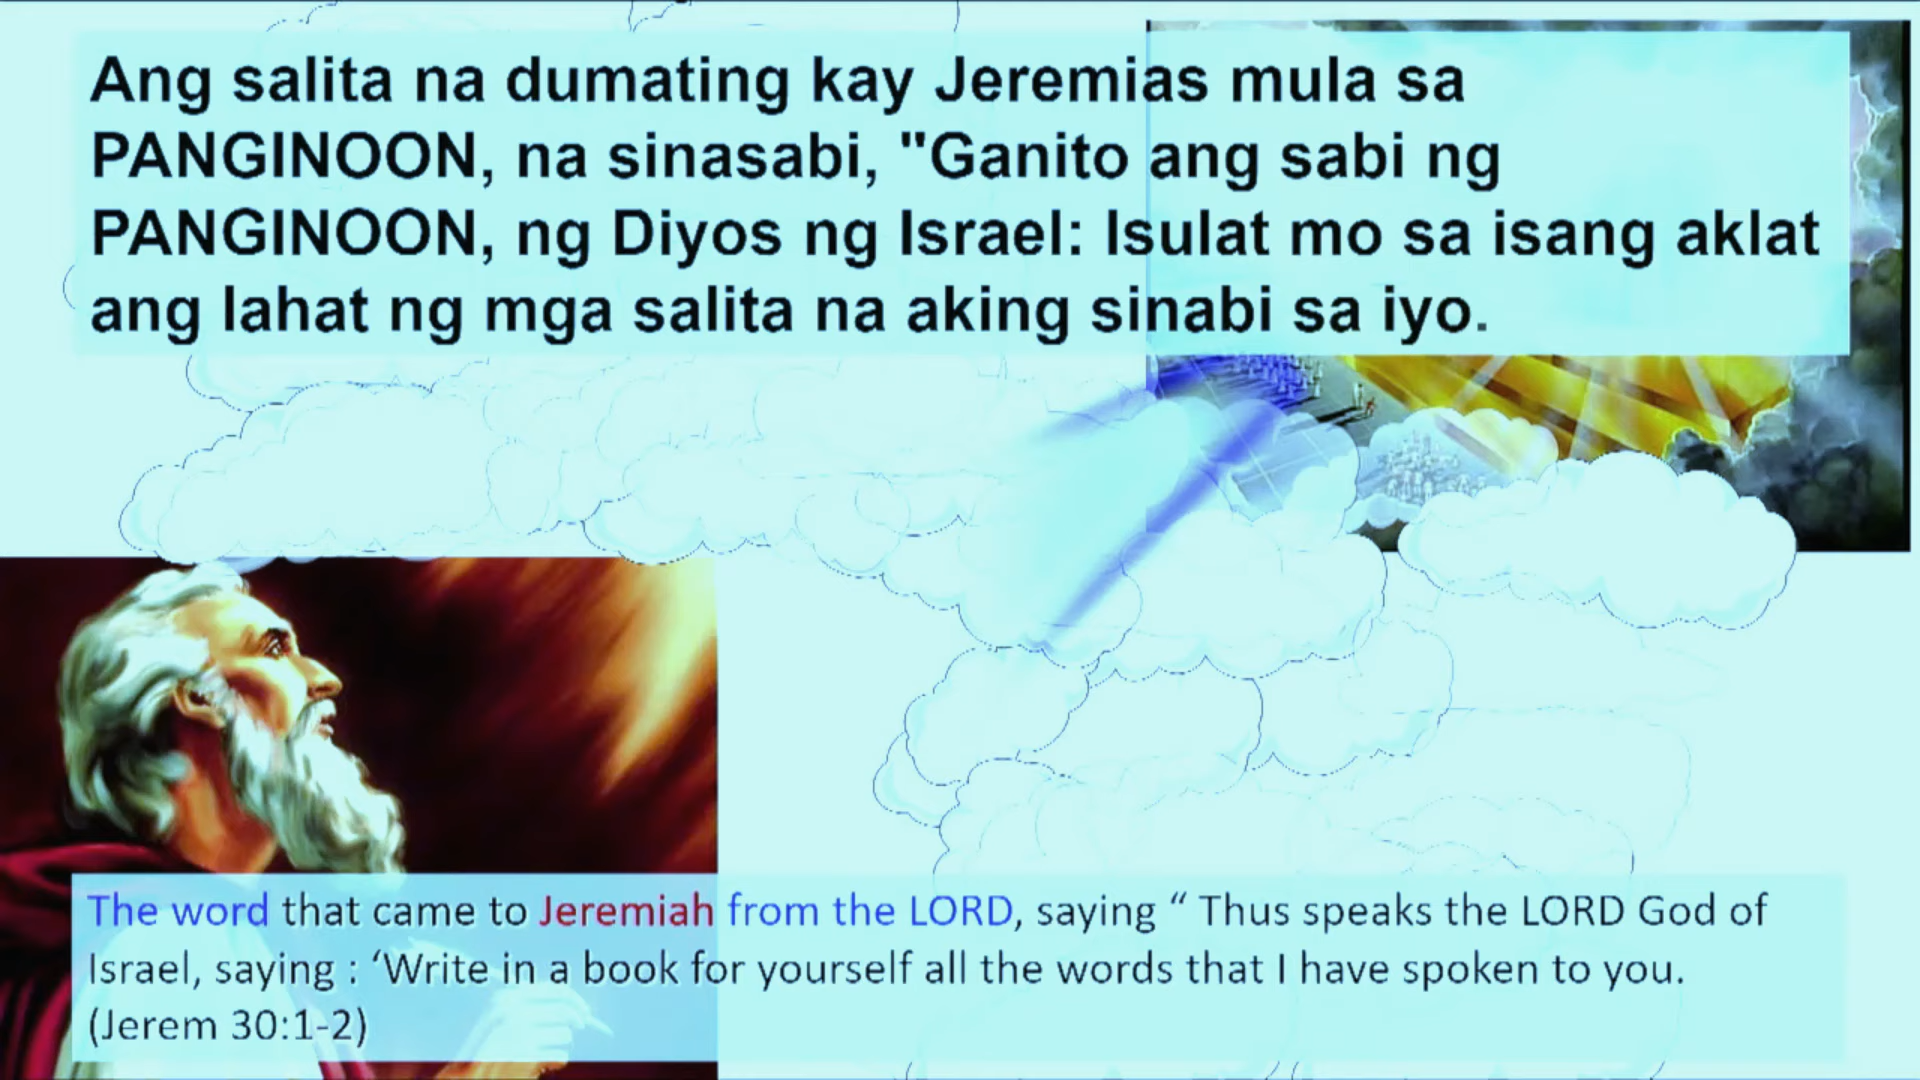 Ang salita na dumating kay Jeremias mula sa
PANGINOON, na sinasabi, "Ganito ang sabi ng
PANGINOON, ng Diyos ng Israel: Isulat mo sa isang aklat
ang lahat ng mga salita na aking sinabi sa iyo.
The word that came to Jeremiah from the LORD, saying “ Thus speaks the LORD God of
Israel, saying : ‘Write in a book for yourself all the words that I have spoken to you.
(Jerem 30:1-2)